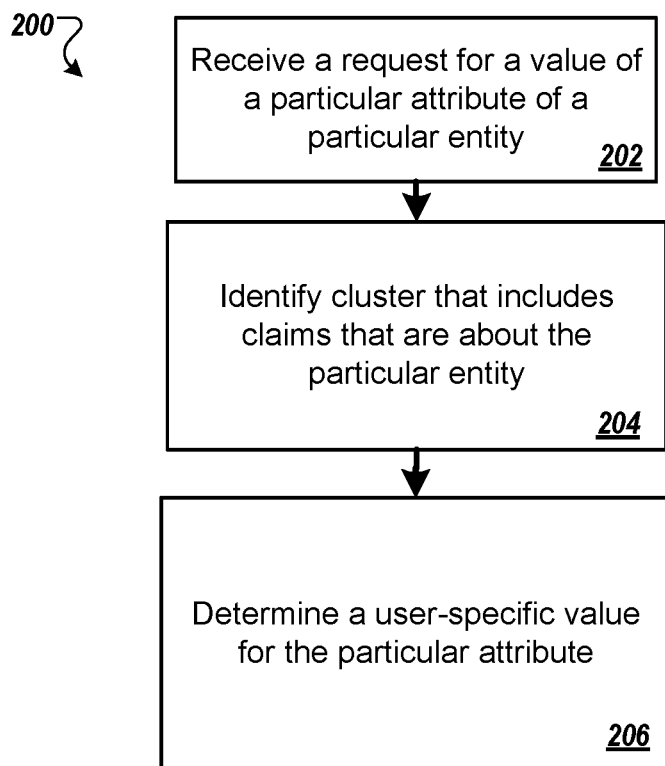 200
Receive a request for a value of
a particular attribute of a
particular entity
202
Identify cluster that includes
claims that are about the
particular entity
204
Determine a user-specific value
for the particular attribute
206